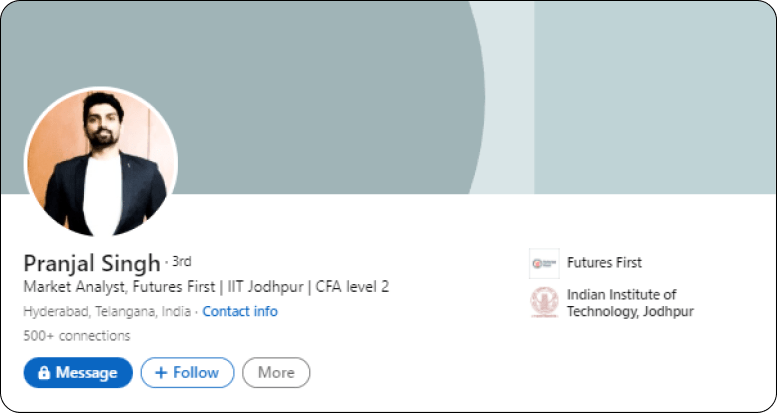 Pranjal Singh · 3rd
Market Analyst, Futures First | IIT Jodhpur | CFA level 2
Hyderabad, Telangana, India · Contact info
500+ connections
Message
+ Follow
More
Futures First
Indian Institute of
Technology, Jodhpur